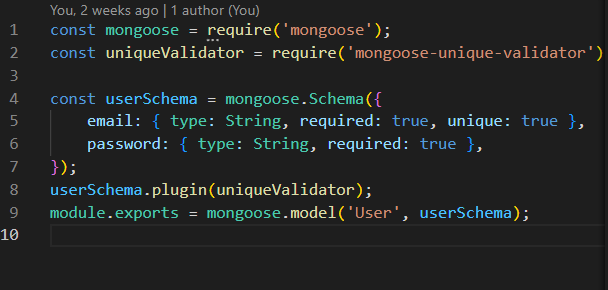 You, 2 weeks ago | 1 author (You)
1 const mongoose = require('mongoose');
2 const uniqueValidator = require('mongoose-unique-validator')
3
4 const userSchema = mongoose.Schema({
5     email: { type: String, required: true, unique: true },
6     password: { type: String, required: true },
7 });
8 userSchema.plugin(uniqueValidator);
9 module.exports = mongoose.model('User', userSchema);
10